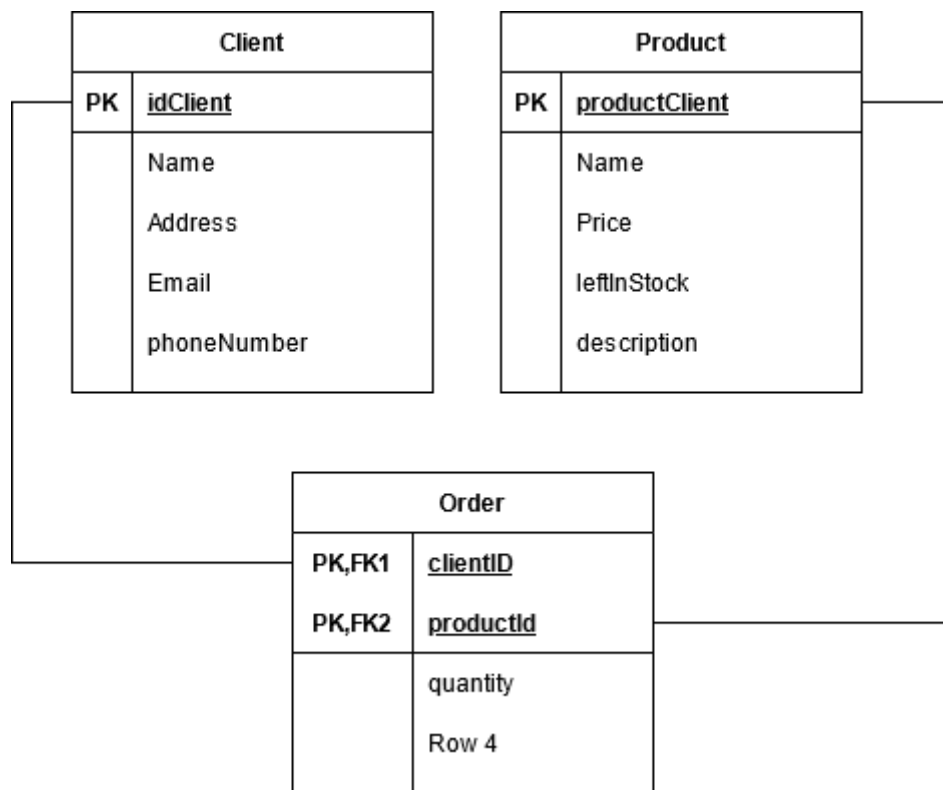 Client
PK idClient
Name
Address
Email
phoneNumber
Product
PK productClient
Name
Price
leftInStock
description
Order
PK,FK1 clientID
PK,FK2 productId
quantity
Row 4